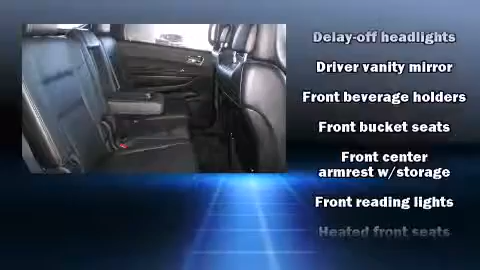 Delay-off headlights
Driver vanity mirror
Front beverage holders
Front bucket seats
Front center
armrest w/storage
Front reading lights
Heated front seats